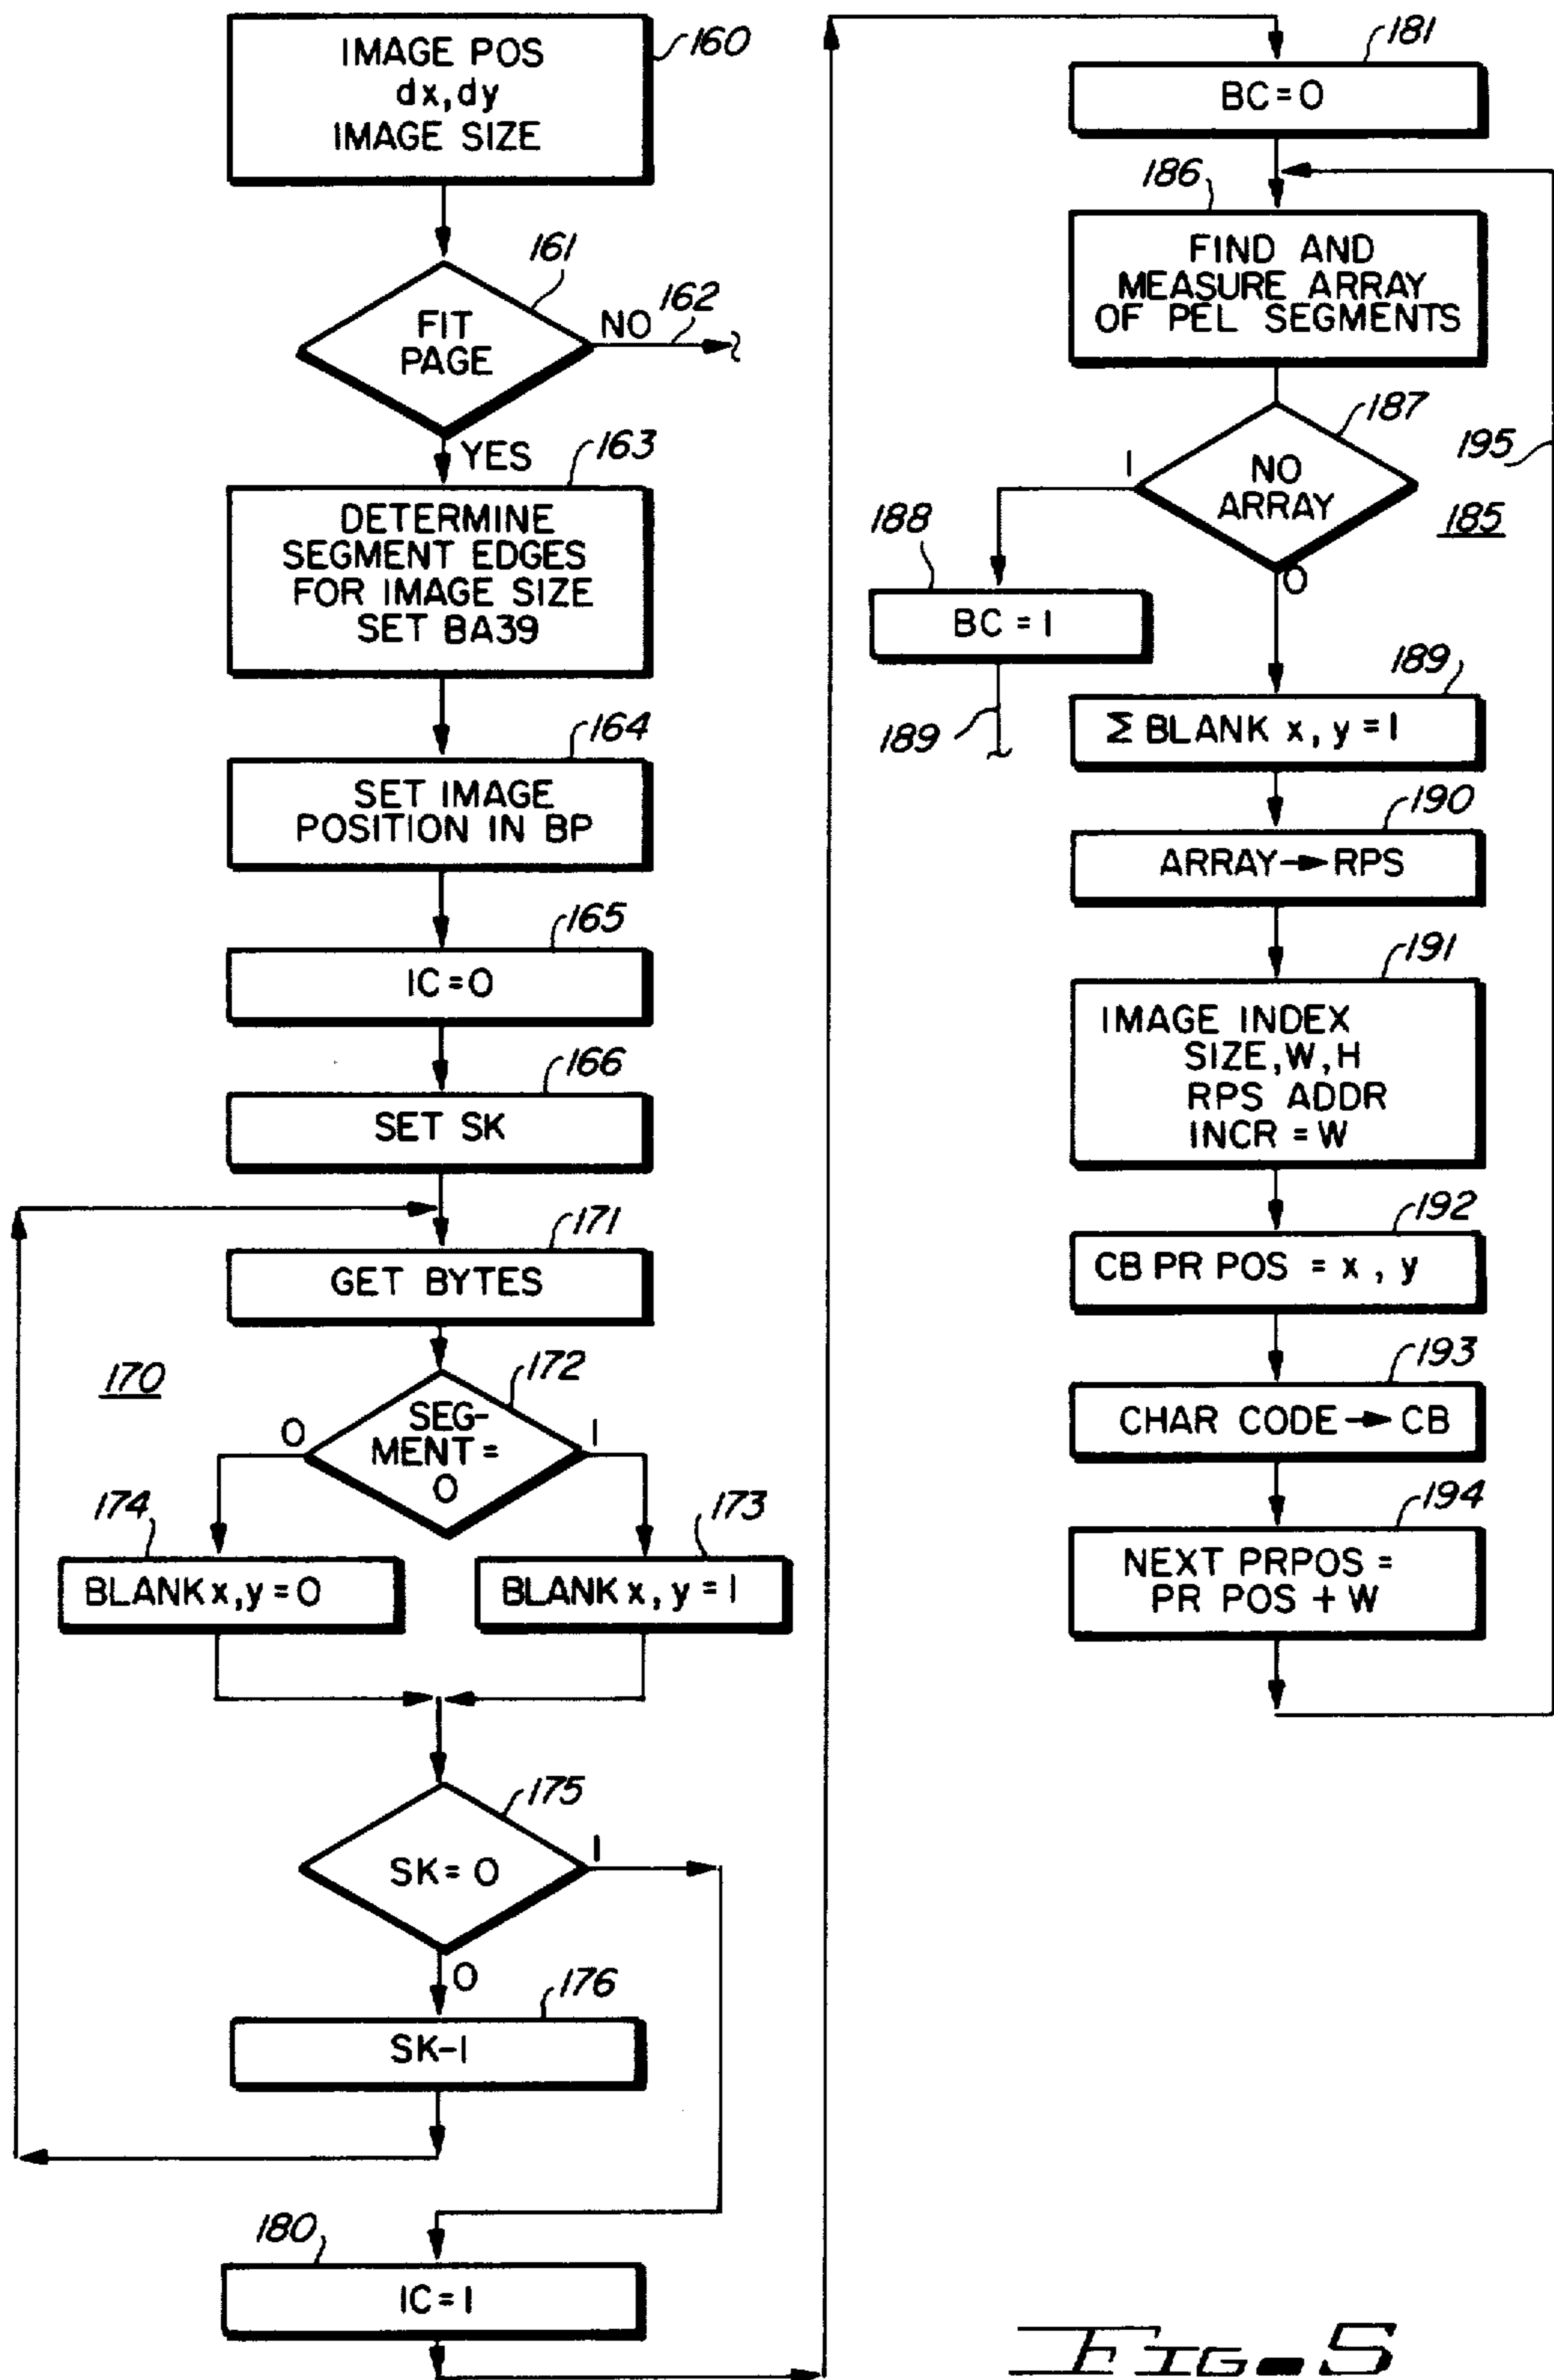 IMAGE POS
dx,dy
IMAGE SIZE
160
161
FIT
PAGE
NO
162
YES
163
DETERMINE
SEGMENT EDGES
FOR IMAGE SIZE
SET BA39
164
SET IMAGE
POSITION IN BP
165
IC=0
166
SET SK
171
GET BYTES
170
172
SEG-
MENT=
0
0
1
174
173
BLANK x,y=0
BLANK x,y=1
175
SK=0
1
0
176
SK-1
180
IC=1
181
BC=0
186
FIND AND
MEASURE ARRAY
OF PEL SEGMENTS
187
1
NO
ARRAY
195
185
188
0
BC=1
189
189
Σ BLANK x,y=1
190
ARRAY→RPS
191
IMAGE INDEX
SIZE,W,H
RPS ADDR
INCR=W
192
CB PR POS = x,y
193
CHAR CODE→CB
194
NEXT PRPOS=
PR POS+W
FIG-5